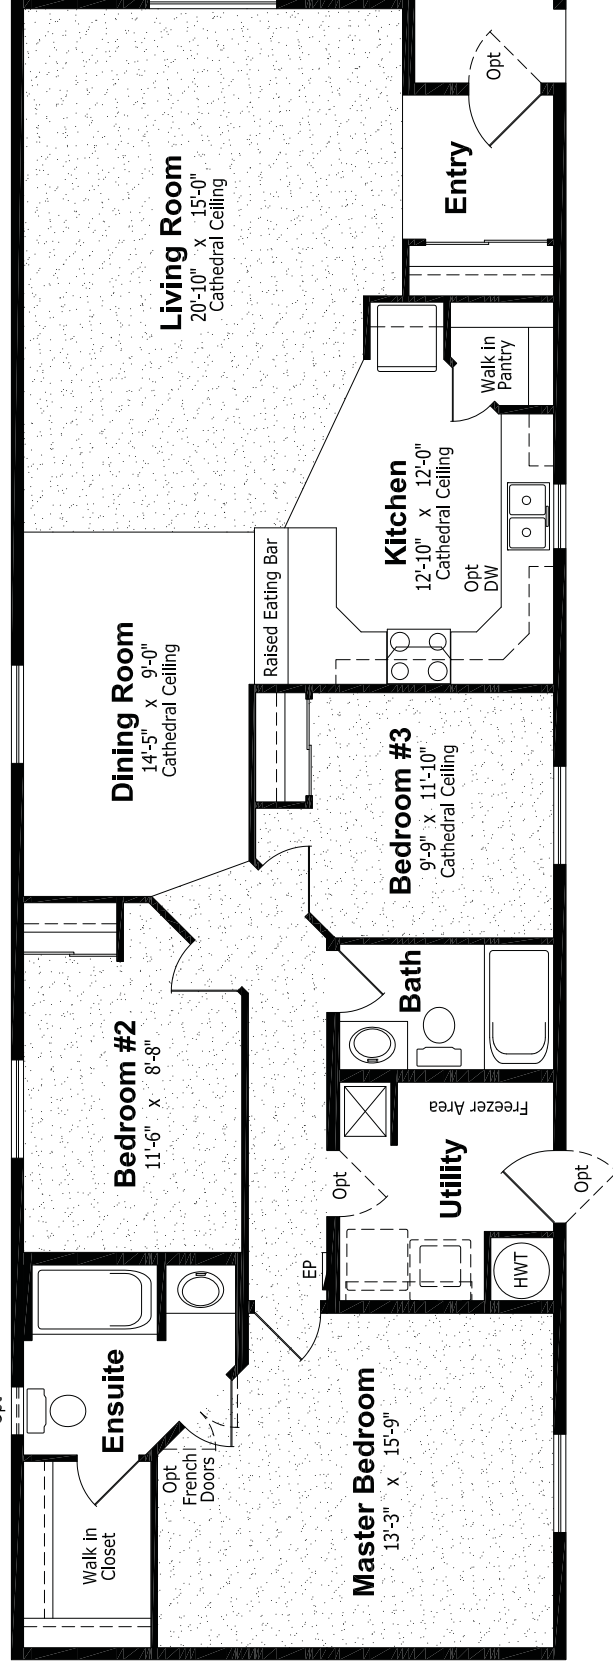 Opt
Ensuite
Walk in
Closet
Opt
French
Doors
Master Bedroom
13'-3" x 15'-9"
Bedroom #2
11'-6" x 8'-8"
EP
Opt
Utility
HWT
Freezer Area
Opt
Bath
Dining Room
14'-5" x 9'-0"
Cathedral Ceiling
Bedroom #3
9'-9" x 11'-10"
Cathedral Ceiling
Raised Eating Bar
Kitchen
12'-10" x 12'-0"
Cathedral Ceiling
Opt
DW
Walk in
Pantry
Living Room
20'-10" x 15'-0"
Cathedral Ceiling
Entry
Opt